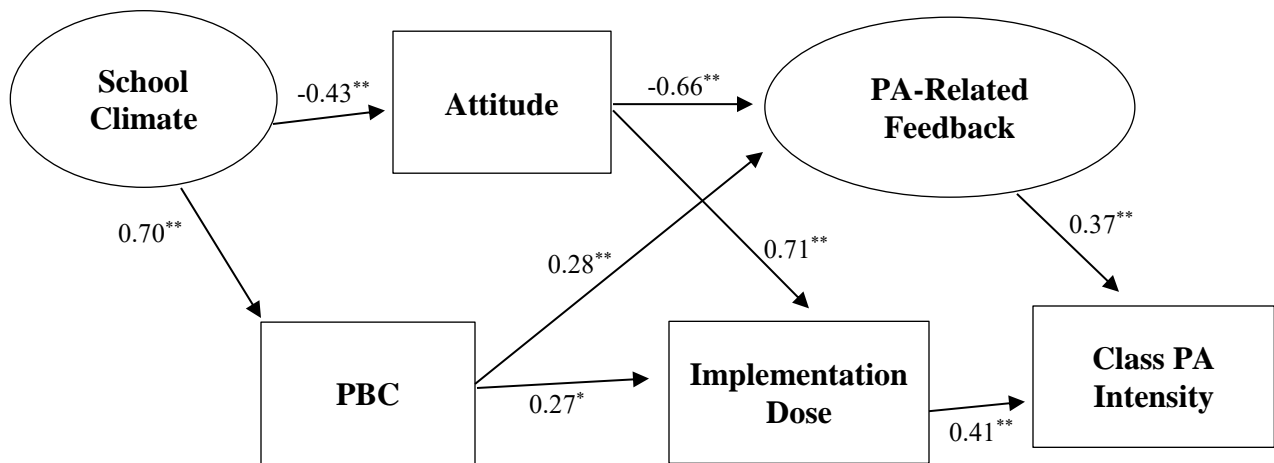 School
Climate
-0.43**
Attitude
-0.66**
PA-Related
Feedback
0.70**
0.28**
0.71**
0.37**
PBC
0.27*
Implementation
Dose
0.41**
Class PA
Intensity